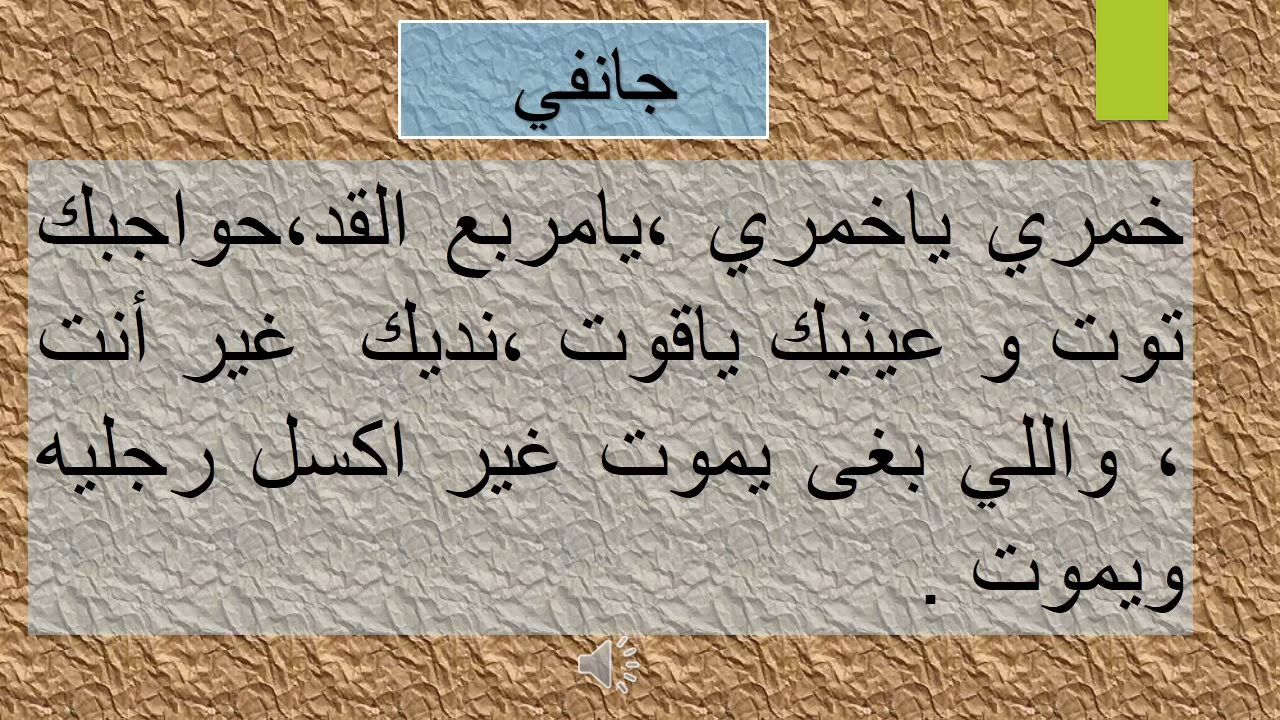 جانفي
خمري ياخمري ،يامربع القد،حواجبك
توت و عينيك ياقوت ،نديك غير أنت
، واللي بغى يموت غير اكسل رجليه
ويموت .